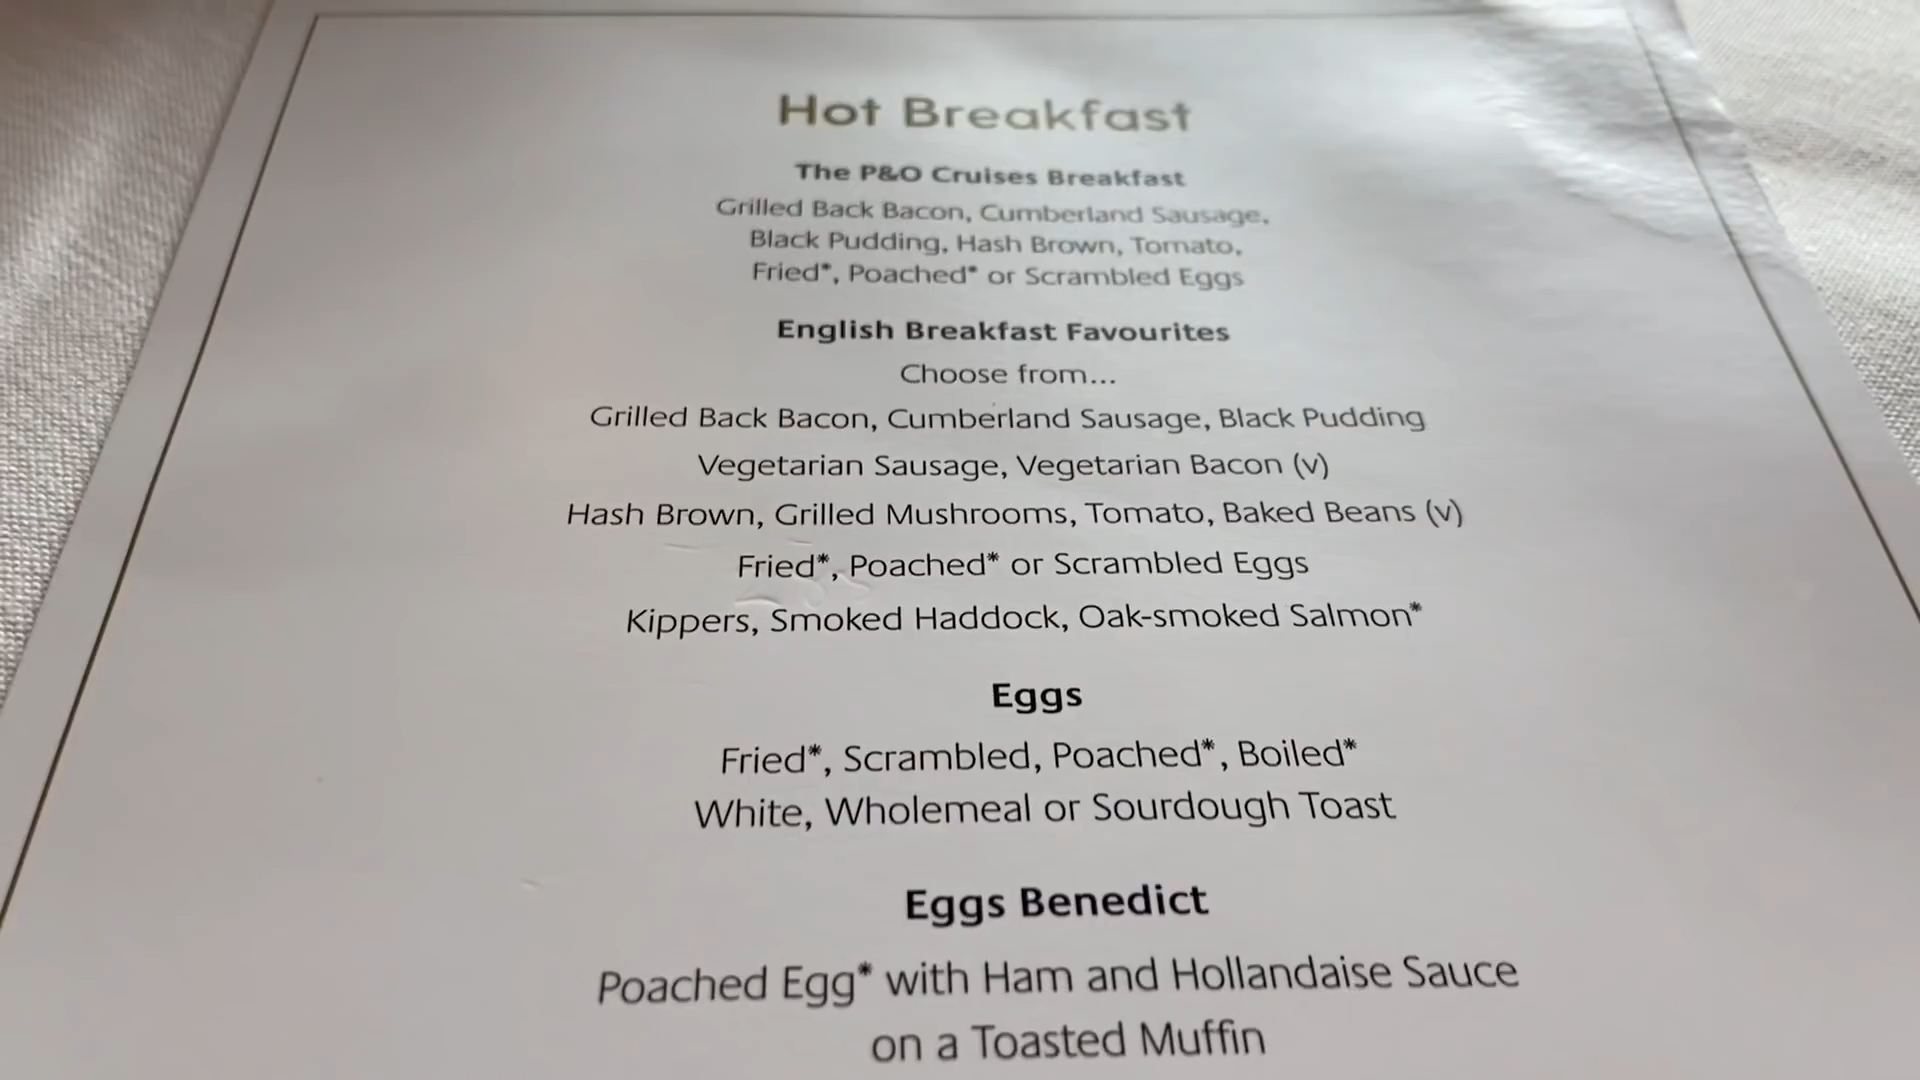 Hot Breakfast
The P&O Cruises Breakfast
Grilled Back Bacon, Cumberland Sausage,
Black Pudding, Hash Brown, Tomato,
Fried*, Poached* or Scrambled Eggs
English Breakfast Favourites
Choose from...
Grilled Back Bacon, Cumberland Sausage, Black Pudding
Vegetarian Sausage, Vegetarian Bacon (v)
Hash Brown, Grilled Mushrooms, Tomato, Baked Beans (v)
Fried*, Poached* or Scrambled Eggs
Kippers, Smoked Haddock, Oak-smoked Salmon*
Eggs
Fried*, Scrambled, Poached*, Boiled*
White, Wholemeal or Sourdough Toast
Eggs Benedict
Poached Egg* with Ham and Hollandaise Sauce
on a Toasted Muffin